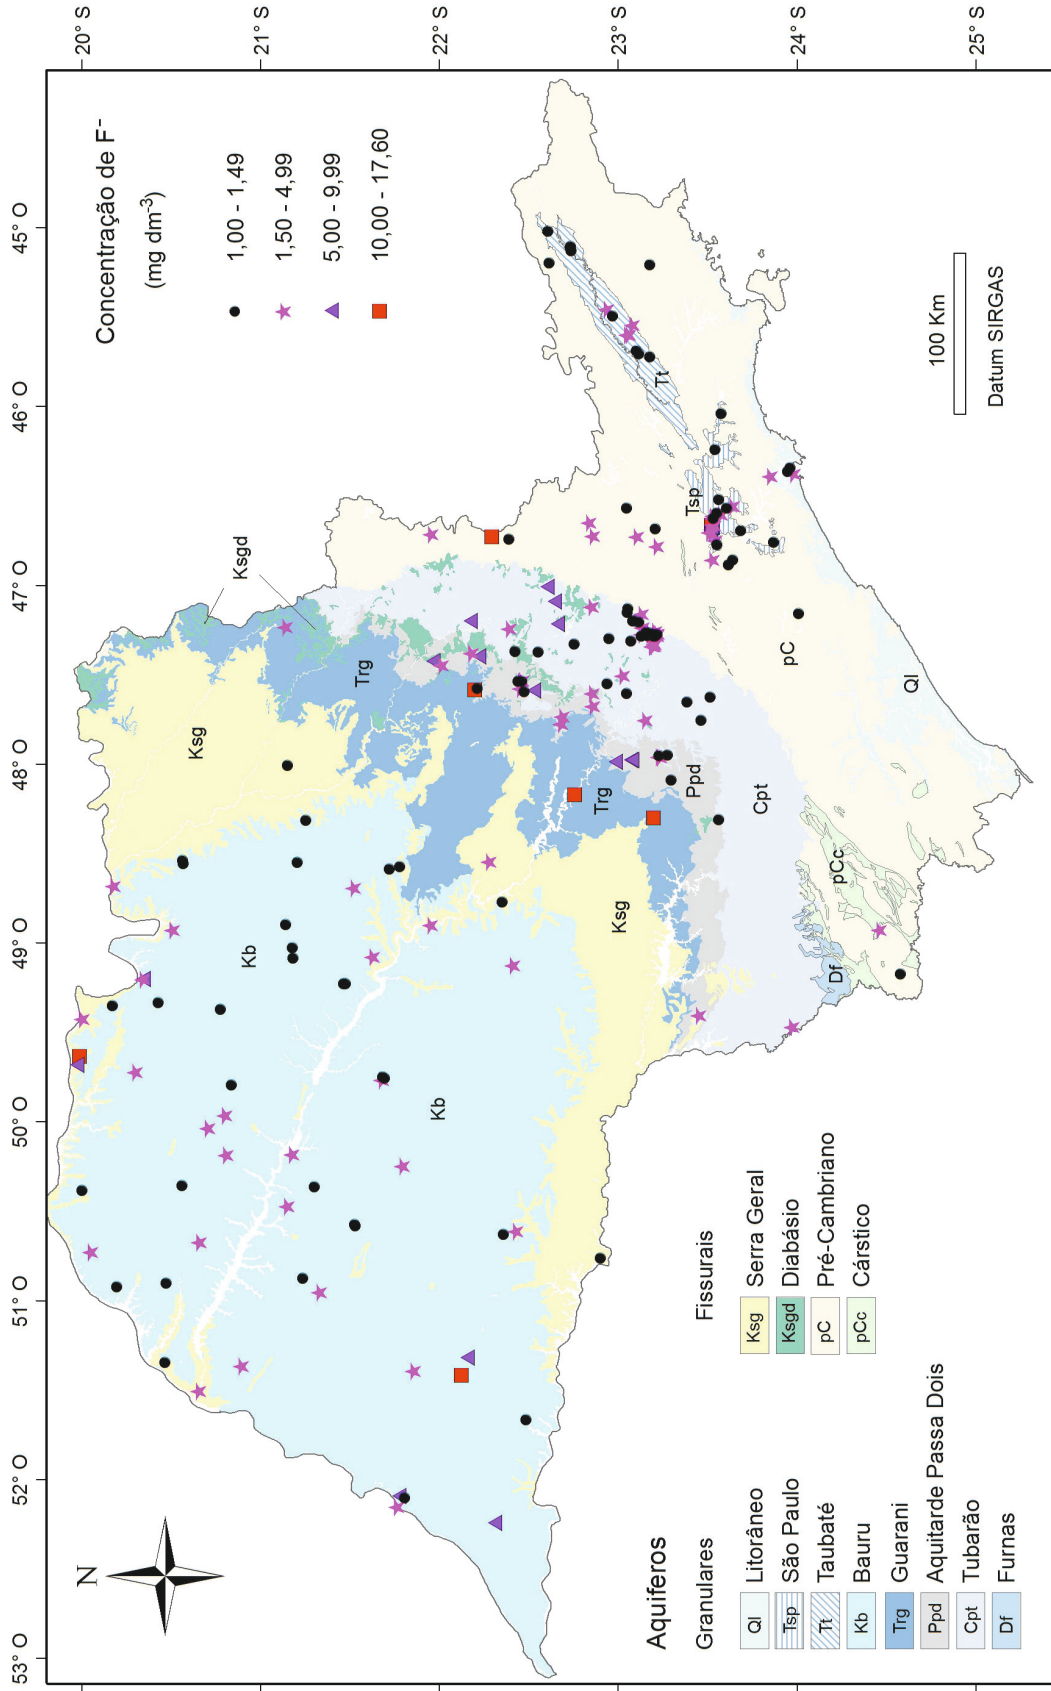 53° O
52° O
51° O
50° O
49° O
48° O
47° O
46° O
45° O
20° S
21° S
22° S
23° S
24° S
25° S
N
Concentração de F-
(mg dm-3)
1,00 - 1,49
1,50 - 4,99
5,00 - 9,99
10,00 - 17,60
Ksgd
Ksg
Trg
Kb
Kb
Trg
Ksg
Ppd
Cpt
Df
pCc
pC
Ql
Tsp
Tt
100 Km
Datum SIRGAS
Aquíferos
Granulares
Ql Litorâneo
Tsp São Paulo
Tt Taubaté
Kb Bauru
Trg Guarani
Ppd Aquitarde Passa Dois
Cpt Tubarão
Df Furnas
Fissurais
Ksg Serra Geral
Ksgd Diabásio
pC Pré-Cambriano
pCc Cárstico